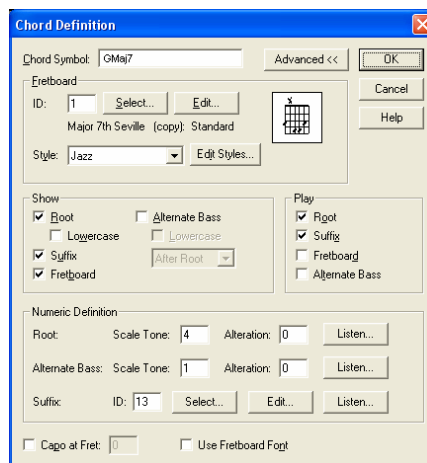 Chord Definition
Chord Symbol: GMaj7 Advanced << OK
Cancel
Help
Fretboard
ID: 1 Select... Edit...
Major 7th Seville (copy): Standard
Style: Jazz Edit Styles...
Show
Root Alternate Bass
Lowercase Lowercase
Suffix After Root
Fretboard
Play
Root
Suffix
Fretboard
Alternate Bass
Numeric Definition
Root: Scale Tone: 4 Alteration: 0 Listen...
Alternate Bass: Scale Tone: 1 Alteration: 0 Listen...
Suffix: ID: 13 Select... Edit... Listen...
Capo at Fret: 0 Use Fretboard Font